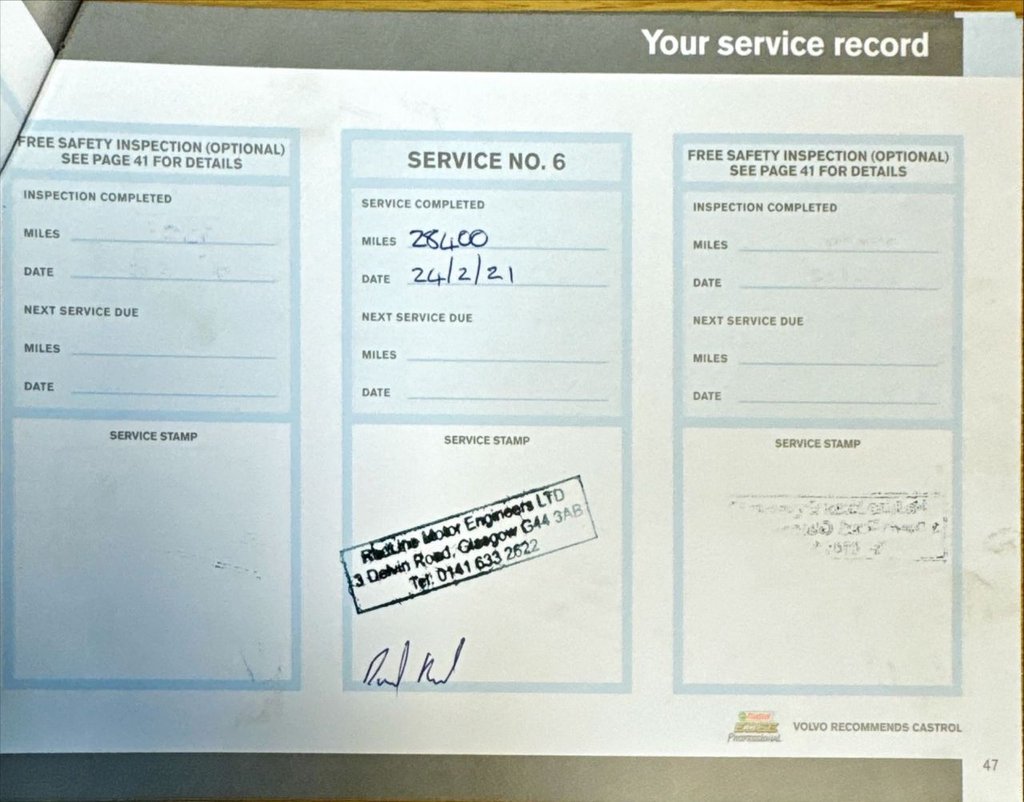 Your service record
FREE SAFETY INSPECTION (OPTIONAL)
SEE PAGE 41 FOR DETAILS
INSPECTION COMPLETED
MILES
DATE
NEXT SERVICE DUE
MILES
DATE
SERVICE STAMP
SERVICE NO. 6
SERVICE COMPLETED
MILES 28400
DATE 24/2/21
NEXT SERVICE DUE
MILES
DATE
SERVICE STAMP
RedLine Motor Engineers LTD
3 Delvin Road, Glasgow G44 3AB
Tel: 0141 633 2622
FREE SAFETY INSPECTION (OPTIONAL)
SEE PAGE 41 FOR DETAILS
INSPECTION COMPLETED
MILES
DATE
NEXT SERVICE DUE
MILES
DATE
SERVICE STAMP
Castrol
EDGE
Professional
VOLVO RECOMMENDS CASTROL
47